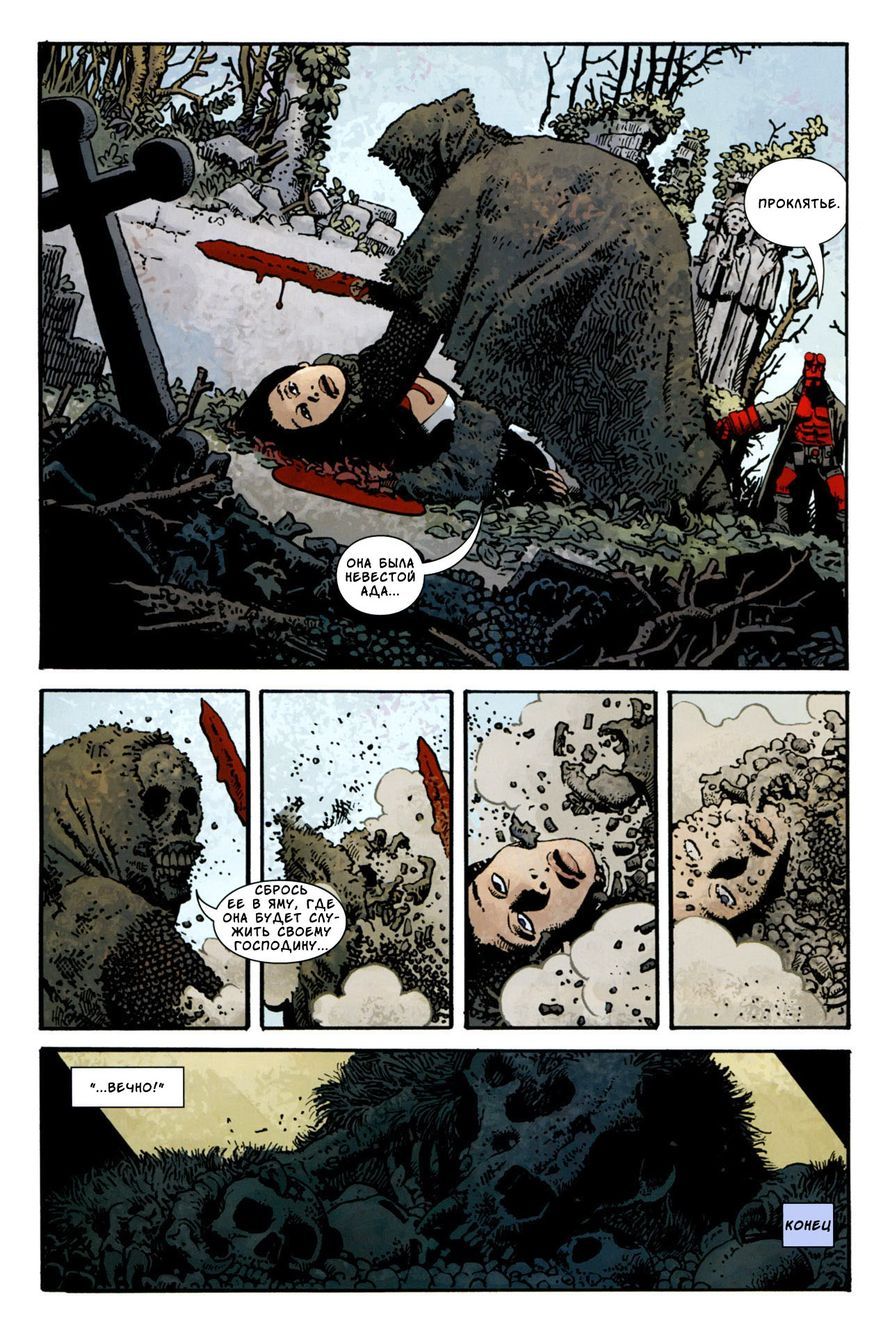 ПРОКЛЯТЬЕ.
ОНА БЫЛА
НЕВЕСТОЙ
АДА...
СБРОСЬ
ЕЕ В ЯМУ, ГДЕ
ОНА БУДЕТ СЛУ-
ЖИТЬ СВОЕМУ
ГОСПОДИНУ...
"...ВЕЧНО!"
КОНЕЦ